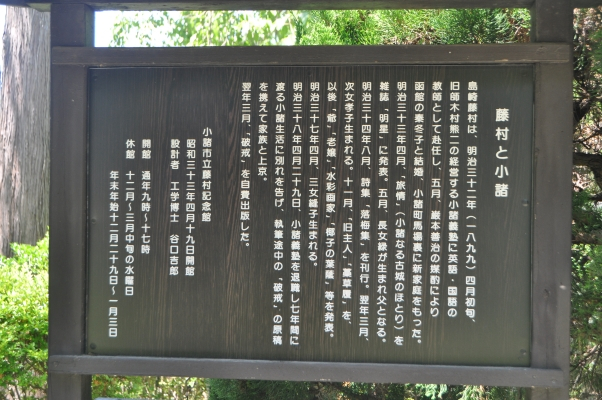 藤村と小諸
島崎藤村は、明治三十二年(一八九九)四月初旬、
旧師木村熊二の経営する小諸義塾に英語・国語の
教師として赴任し、五月、巌本善治の媒酌により
函館の秦冬子と結婚、小諸町馬場裏に新家庭をもった。
明治三十三年四月、「旅情」(小諸なる古城のほとり)を
雑誌「明星」に発表。五月、長女緑が生まれ父となる。
明治三十四年八月、詩集「落梅集」を刊行。翌年三月、
次女孝子生まれる。十一月、「旧主人」、「藁草履」を、
以後、「爺」、「老嬢」、「水彩画家」、「椰子の葉蔭」等を発表。
明治三十七年四月、三女縫子生まれる。
明治三十八年四月二十九日、小諸義塾を退職し七年間に
渡る小諸生活に別れを告げ、執筆途中の「破戒」の原稿
を携えて家族と上京。
翌年三月、「破戒」を自費出版した。
小諸市立藤村記念館
昭和三十三年四月十九日開館
設計者 工学博士 谷口吉郎
開館 通年九時〜十七時
休館 十二月〜三月中旬の水曜日
年末年始十二月二十九日〜一月三日